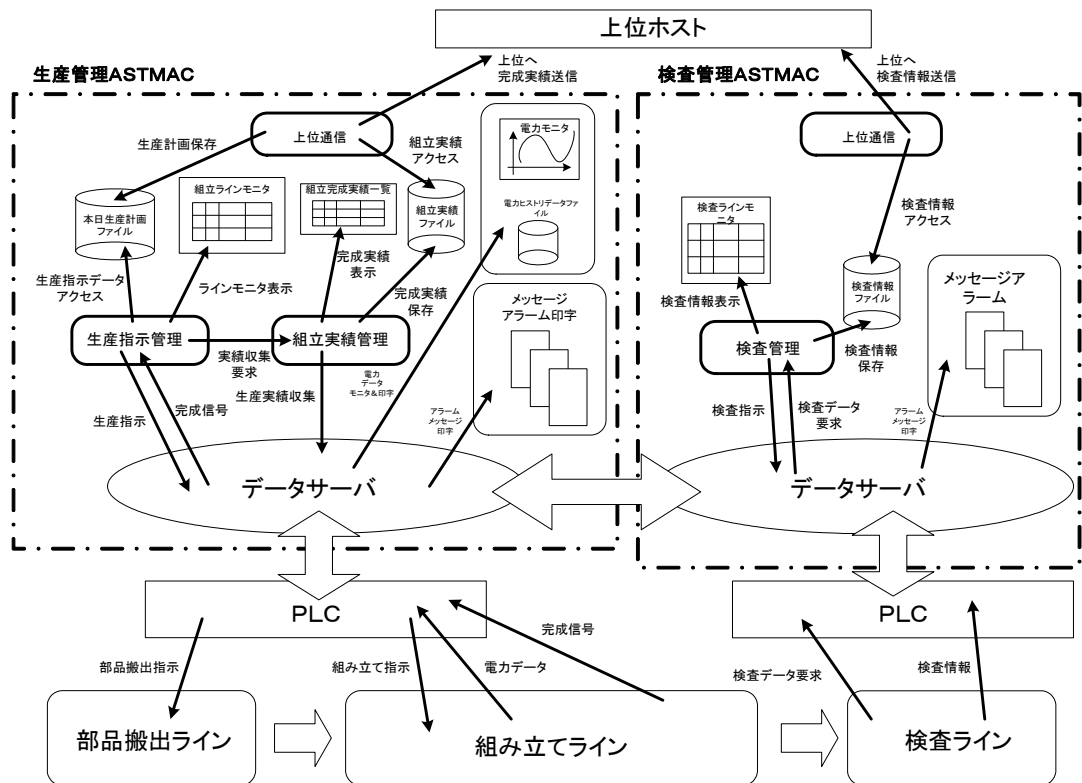 上位ホスト
生産管理ASTMAC
上位へ
完成実績送信
検査管理ASTMAC
上位へ
検査情報送信
上位通信
生産計画保存
組立実績
アクセス
電力モニタ
電力ヒストリデータファ
イル
本日生産計画
ファイル
組立ラインモニタ
組立完成実績一覧
組立実績
ファイル
生産指示データ
アクセス
ラインモニタ表示
完成実績
表示
完成実績
保存
生産指示管理
実績収集
要求
組立実績管理
メッセージ
アラーム印字
生産指示
完成信号
生産実績収集
電力
データ
モニタ&印字
アラーム
メッセージ
印字
データサーバ
上位通信
検査ラインモ
ニタ
検査情報
アクセス
検査情報
ファイル
検査情報表示
検査管理
検査情報
保存
メッセージア
ラーム
検査指示
検査データ
要求
アラーム
メッセージ
印字
データサーバ
PLC
PLC
部品搬出指示
組み立て指示
電力データ
完成信号
検査データ要求
検査情報
部品搬出ライン
組み立てライン
検査ライン